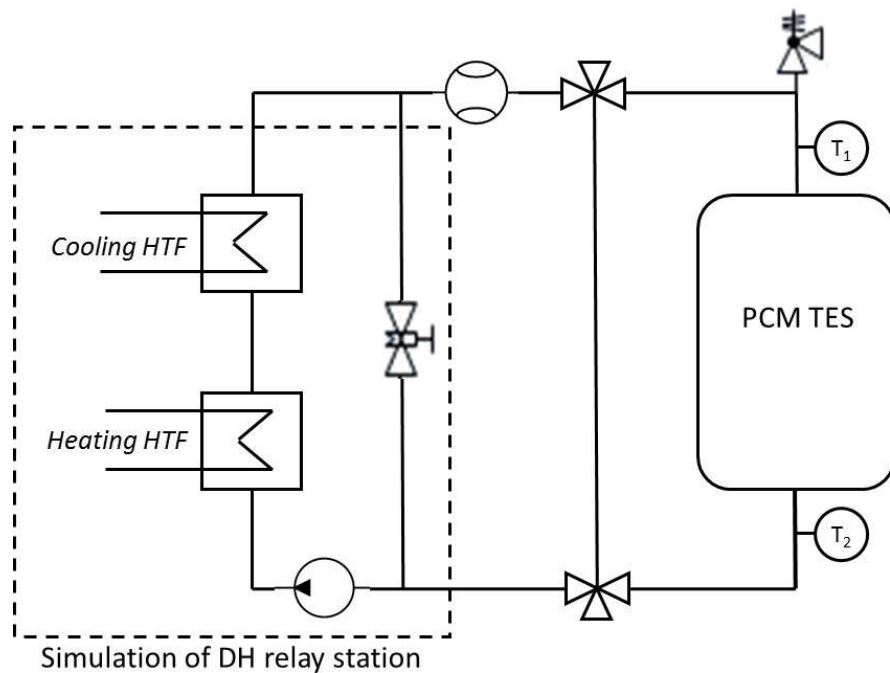 T₁
Cooling HTF
PCM TES
Heating HTF
T₂
Simulation of DH relay station